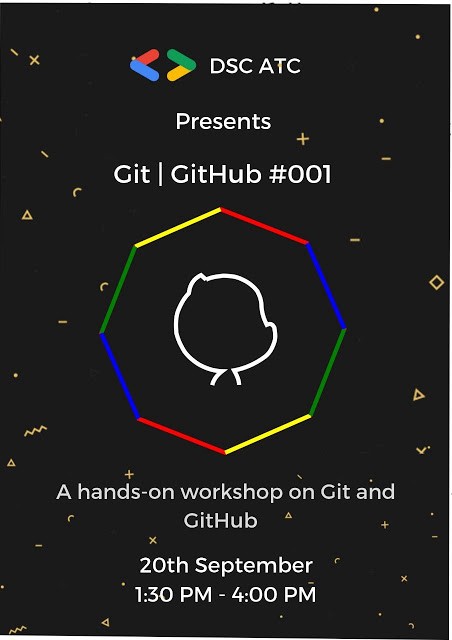 DSC ATC
Presents
Git | GitHub #001
A hands-on workshop on Git and
GitHub
20th September
1:30 PM - 4:00 PM